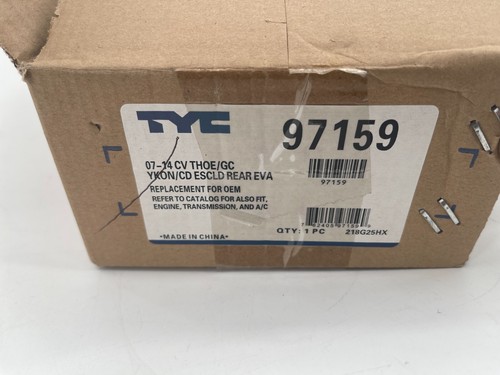 TYC
97159
07-14 CV THOE/GC
YKON/CD ESCLD REAR EVA
97159
REPLACEMENT FOR OEM
REFER TO CATALOG FOR ALSO FIT,
ENGINE, TRANSMISSION, AND A/C
*MADE IN CHINA*
QTY: 1 PC
218G25HX